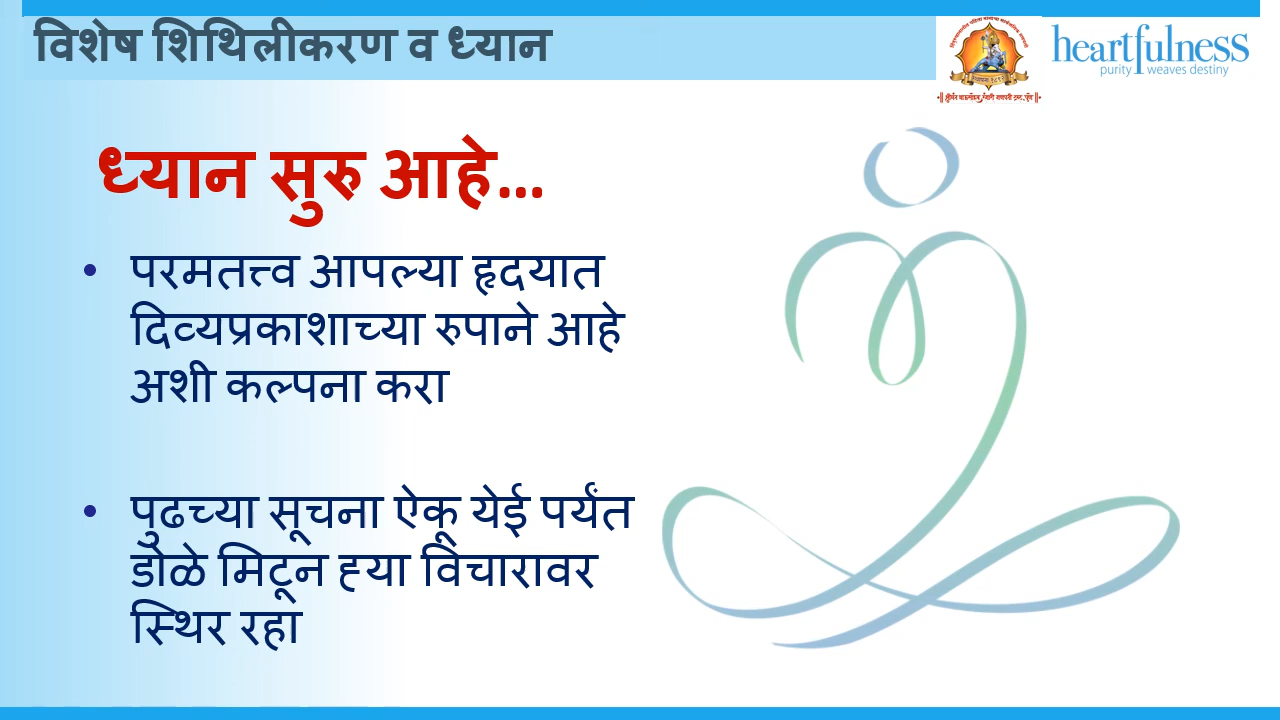 विशेष शिथिलीकरण व ध्यान
heartfulness
purity weaves destiny
ध्यान सुरु आहे...
• परमतत्त्व आपल्या हृदयात
दिव्यप्रकाशाच्या रुपाने आहे
अशी कल्पना करा
• पुढच्या सूचना ऐकू येई पर्यंत
डोळे मिटून ह्या विचारावर
स्थिर रहा